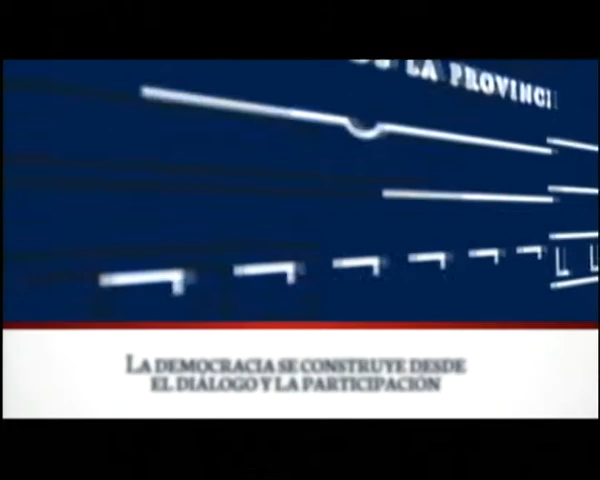 LA PROVINCI
LA DEMOCRACIA SE CONSTRUYE DESDE
EL DIÁLOGO Y LA PARTICIPACIÓN